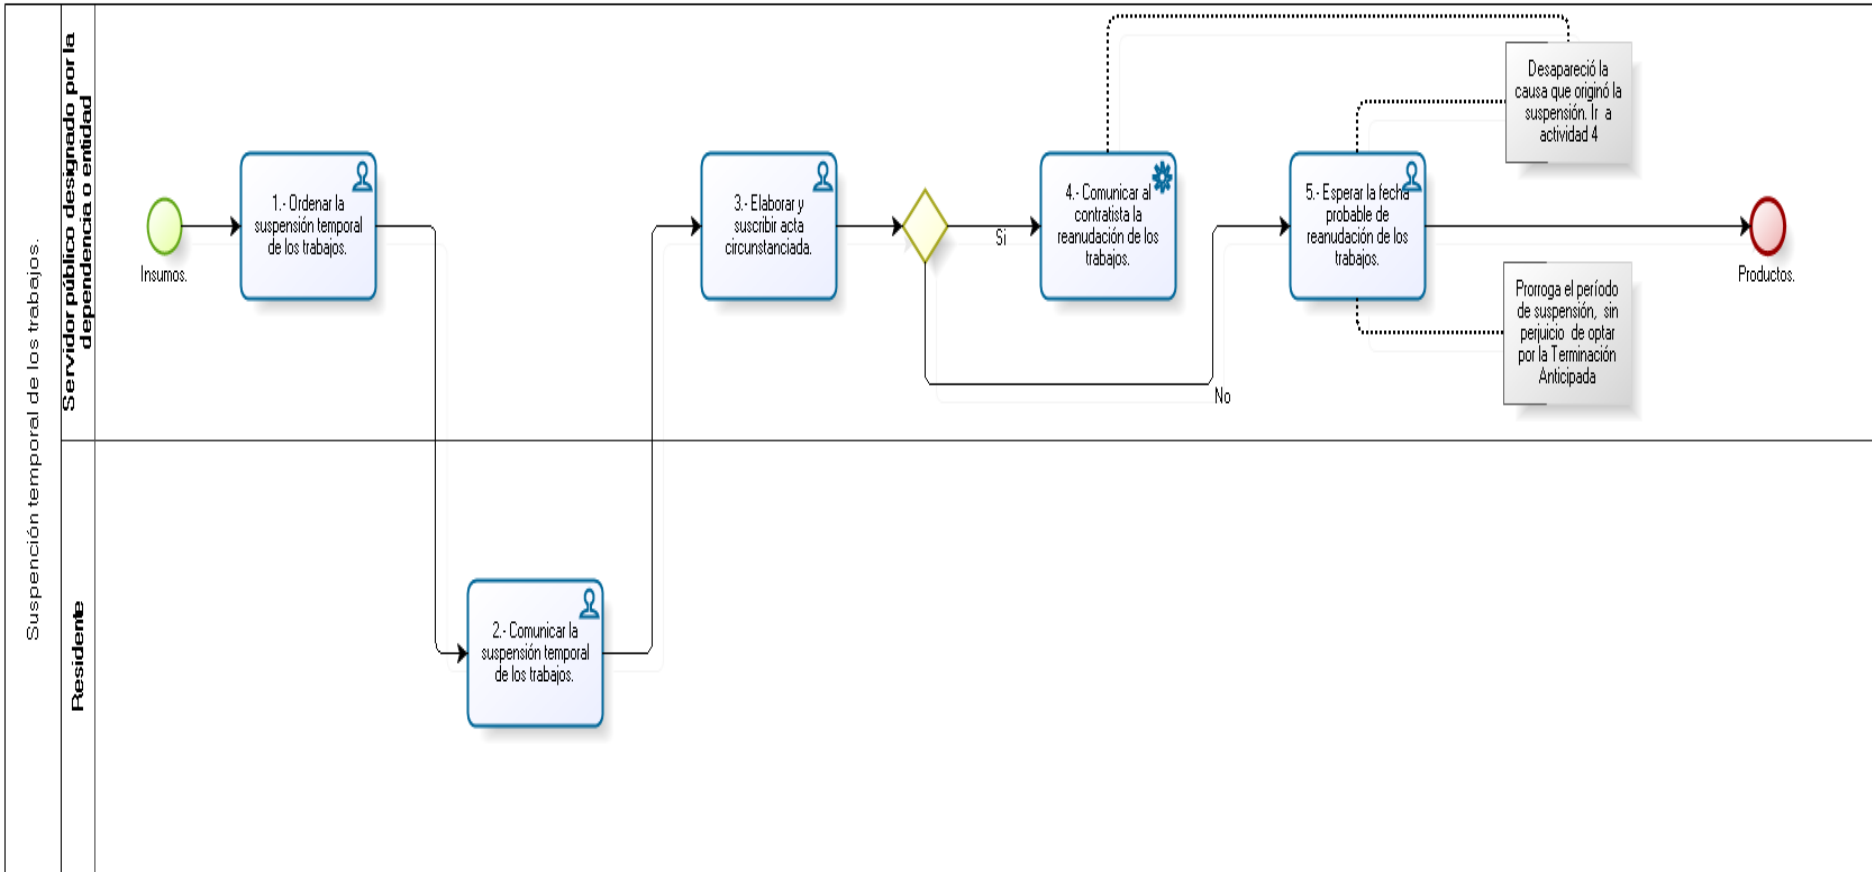 Suspención temporal de los trabajos.
Servidor público designado por la
dependencia o entidad
Insumos.
1.- Ordenar la
suspensión temporal
de los trabajos.
3.- Elaborar y
suscribir acta
circunstanciada.
Si
No
4.- Comunicar al
contratista la
reanudación de los
trabajos.
5.- Esperar la fecha
probable de
reanudación de los
trabajos.
Desapareció la
causa que originó la
suspensión. Ir a
actividad 4
Prorroga el período
de suspensión, sin
perjuicio de optar
por la Terminación
Anticipada
Productos.
Residente
2.- Comunicar la
suspensión temporal
de los trabajos.